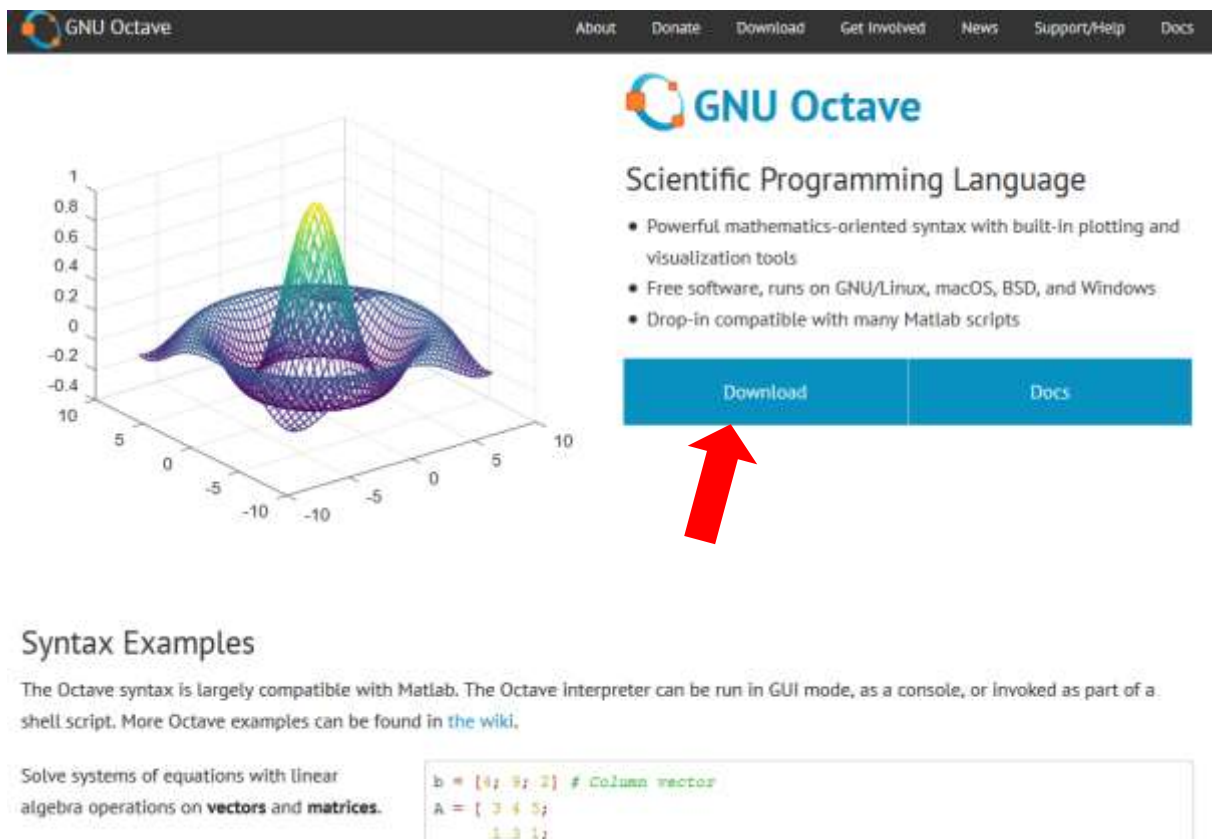 GNU Octave
About Donate Download Get Involved News Support/Help Docs
GNU Octave
Scientific Programming Language
• Powerful mathematics-oriented syntax with built-in plotting and
visualization tools
• Free software, runs on GNU/Linux, macOS, BSD, and Windows
• Drop-in compatible with many Matlab scripts
Download Docs
1
0.8
0.6
0.4
0.2
0
-0.2
-0.4
10
5
0
-5
-10
-10
-5
0
5
10
Syntax Examples
The Octave syntax is largely compatible with Matlab. The Octave interpreter can be run in GUI mode, as a console, or invoked as part of a
shell script. More Octave examples can be found in the wiki.
Solve systems of equations with linear
algebra operations on vectors and matrices.
b = [4; 9; 2] # Column vector
A = [ 3 4 5;
1 3 1;